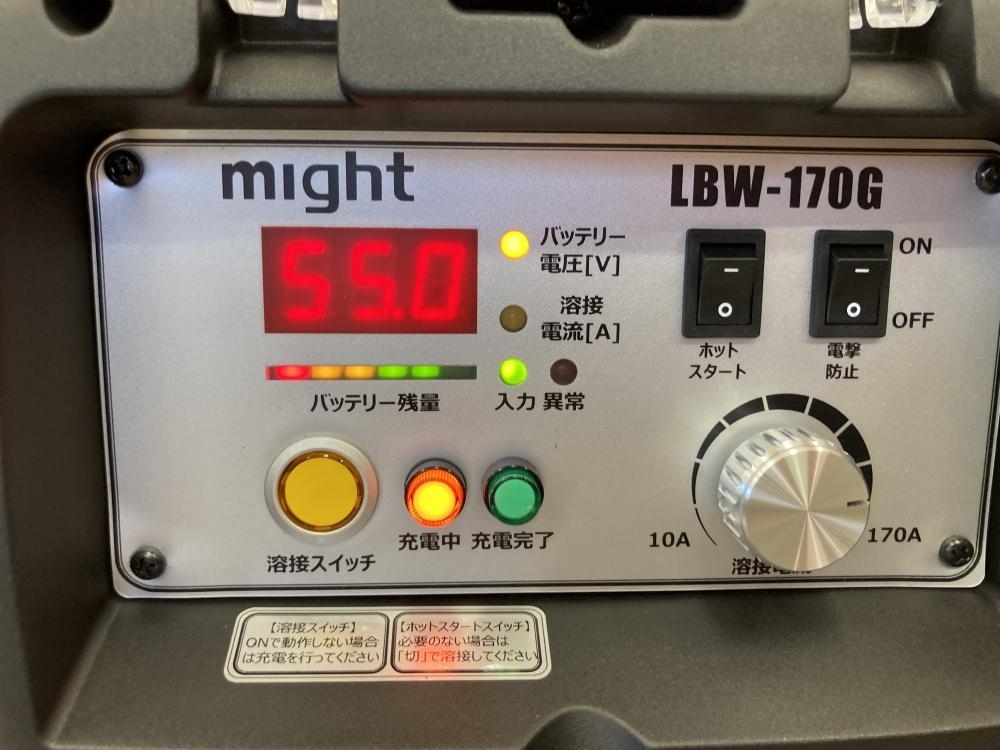 mıght
LBW-170G
55.0
バッテリー
電圧[V]
溶接
電流[A]
バッテリー残量
入力 異常
ON
OFF
ホット
スタート
電撃
防止
溶接スイッチ
充電中 充電完了
10A
170A
溶接電流
【溶接スイッチ】
ONで動作しない場合
は充電を行ってください
【ホットスタートスイッチ】
必要のない場合は
「切」で溶接してください